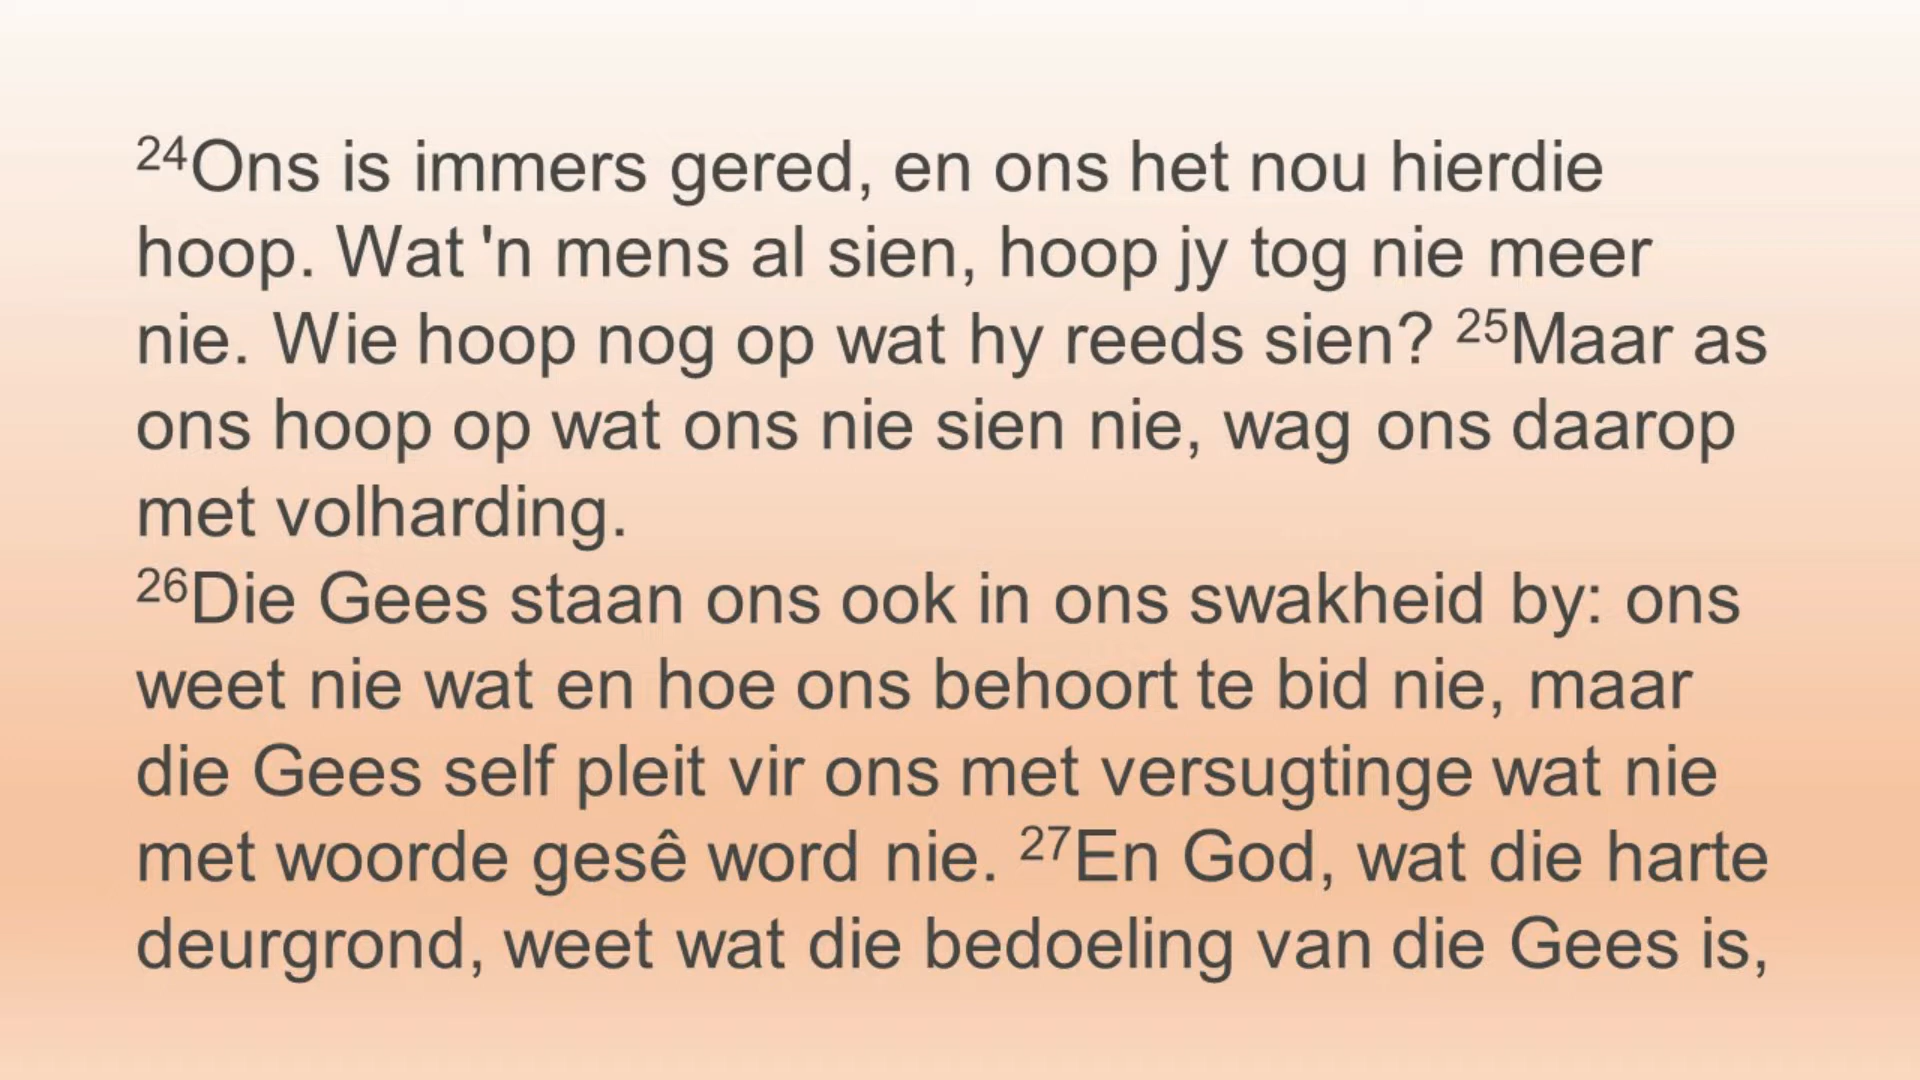 24Ons is immers gered, en ons het nou hierdie
hoop. Wat 'n mens al sien, hoop jy tog nie meer
nie. Wie hoop nog op wat hy reeds sien? 25Maar as
ons hoop op wat ons nie sien nie, wag ons daarop
met volharding.
26Die Gees staan ons ook in ons swakheid by: ons
weet nie wat en hoe ons behoort te bid nie, maar
die Gees self pleit vir ons met versugtinge wat nie
met woorde gesê word nie. 27En God, wat die harte
deurgrond, weet wat die bedoeling van die Gees is,